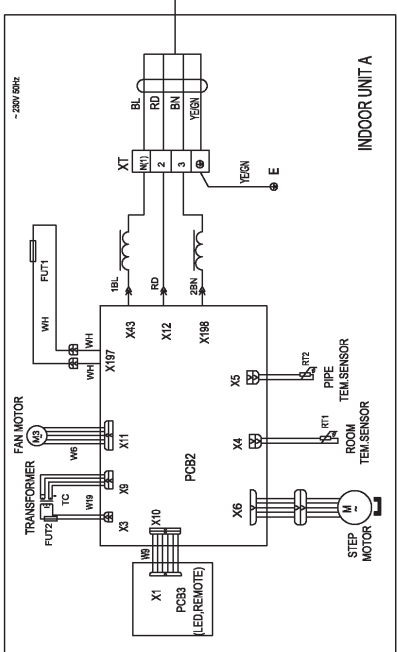 ~ 230V 50Hz
INDOOR UNIT A
BL
RD
BN
YE/GN
XT
N(1)
2
3
YE/GN
E
1BL
RD
2BN
X43
X12
X198
FUT1
WH
WH
WH
X197
FAN MOTOR
M3
~
W6
X11
TRANSFORMER
TC
W19
FUT2
X9
X3
PCB2
X5
RT2
PIPE
TEM.SENSOR
X4
RT1
ROOM
TEM.SENSOR
X6
M
~
STEP
MOTOR
X10
W9
X1
PCB3
(LED,REMOTE)